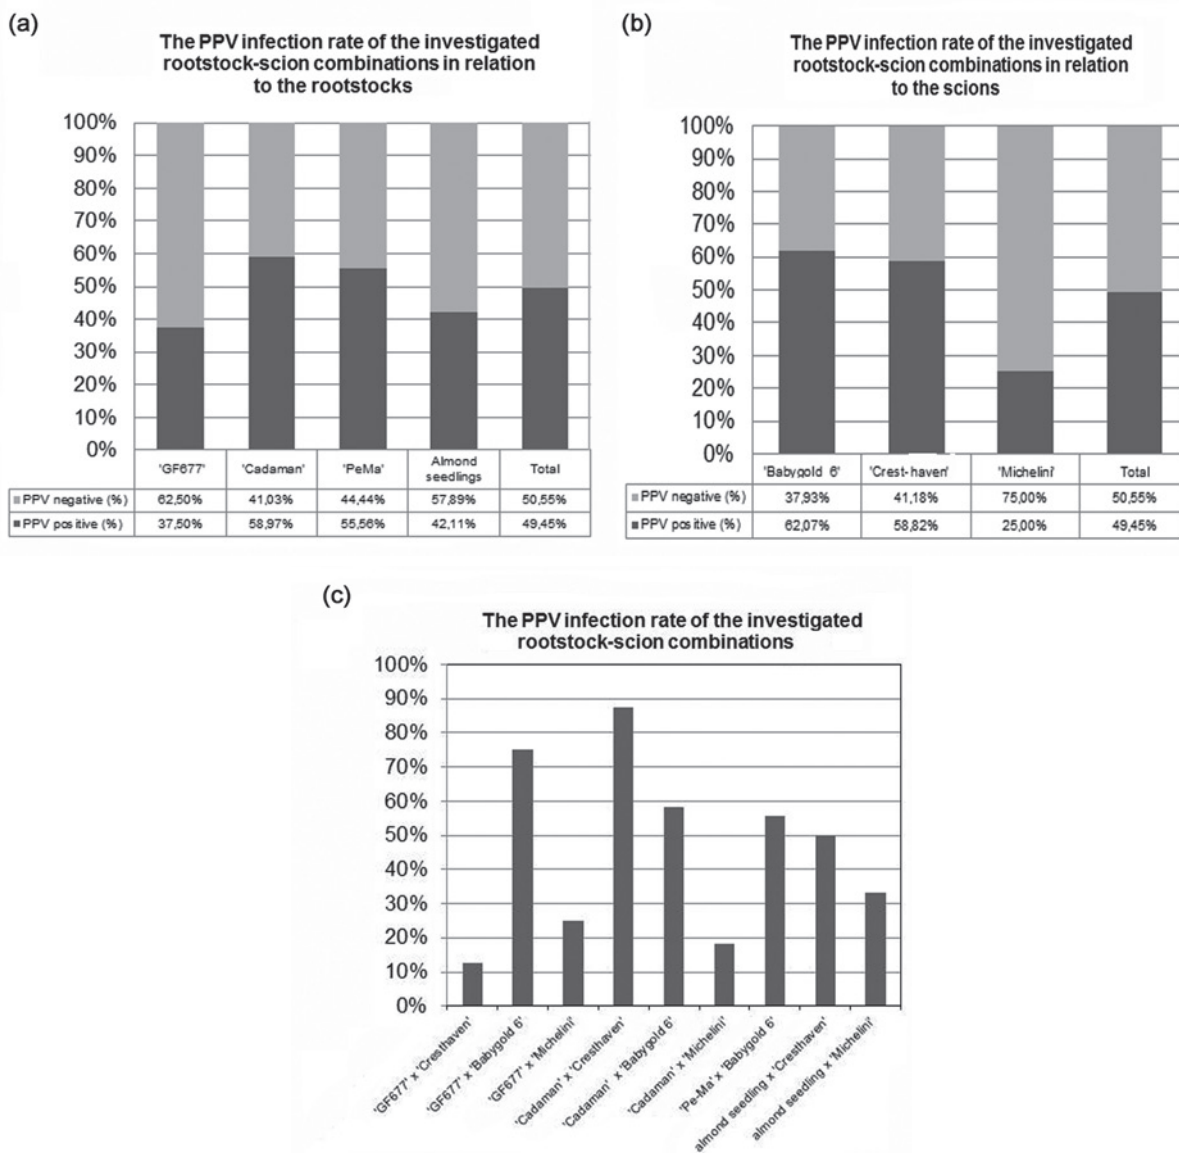 (a)
The PPV infection rate of the investigated
rootstock-scion combinations in relation
to the rootstocks
100%
90%
80%
70%
60%
50%
40%
30%
20%
10%
0%
'GF677' 'Cadaman' 'PeMa' Almond seedlings Total
PPV negative (%) 62,50% 41,03% 44,44% 57,89% 50,55%
PPV positive (%) 37,50% 58,97% 55,56% 42,11% 49,45%
(b)
The PPV infection rate of the investigated
rootstock-scion combinations in relation
to the scions
100%
90%
80%
70%
60%
50%
40%
30%
20%
10%
0%
'Babygold 6' 'Crest-haven' 'Michelini' Total
PPV negative (%) 37,93% 41,18% 75,00% 50,55%
PPV positive (%) 62,07% 58,82% 25,00% 49,45%
(c)
The PPV infection rate of the investigated
rootstock-scion combinations
100%
90%
80%
70%
60%
50%
40%
30%
20%
10%
0%
'GF677' x 'Cresthaven'
'GF677' x 'Babygold 6'
'GF677' x 'Michelini'
'Cadaman' x 'Cresthaven'
'Cadaman' x 'Babygold 6'
'Cadaman' x 'Michelini'
'Pe-Ma' x 'Babygold 6'
almond seedling x 'Cresthaven'
almond seedling x 'Michelini'